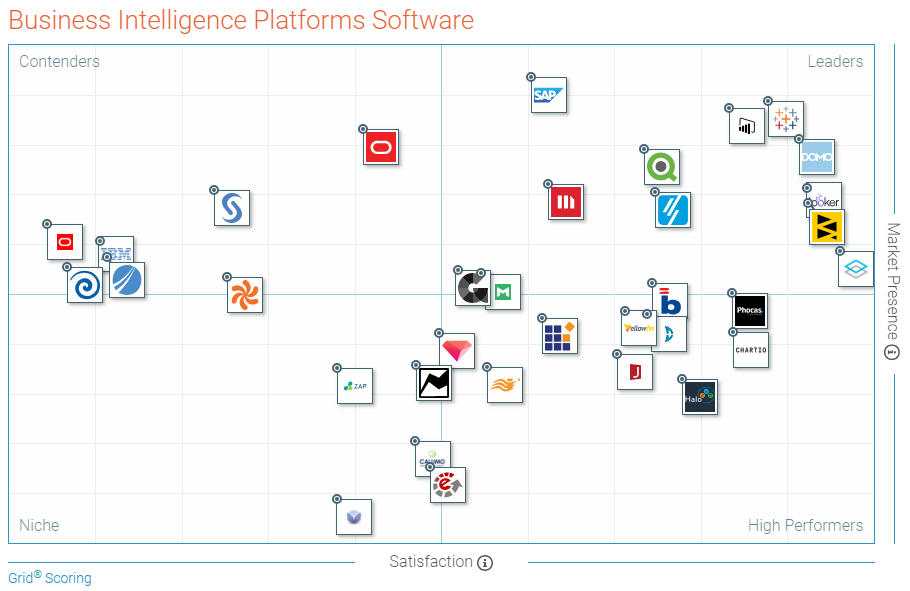 Business Intelligence Platforms Software
Contenders
Leaders
SAP
DOMO
IBM
Market Presence
Phocas.
Yellowfin
CHARTIO
ZAP
Halo
Niche
High Performers
Satisfaction
Grid® Scoring